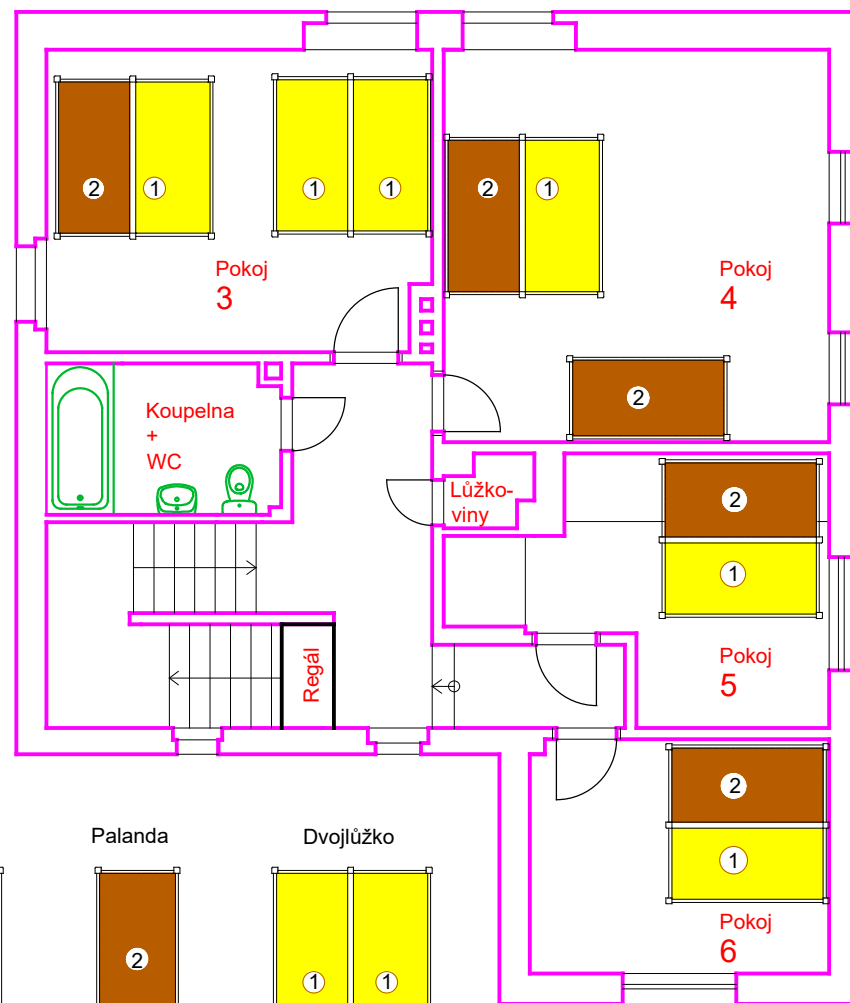 2
1
1
1
2
1
Pokoj
3
Pokoj
4
2
Koupelna
+
WC
Lůžko-
viny
2
1
Regál
Pokoj
5
2
1
Palanda
Dvojlůžko
Pokoj
6
2
1
1